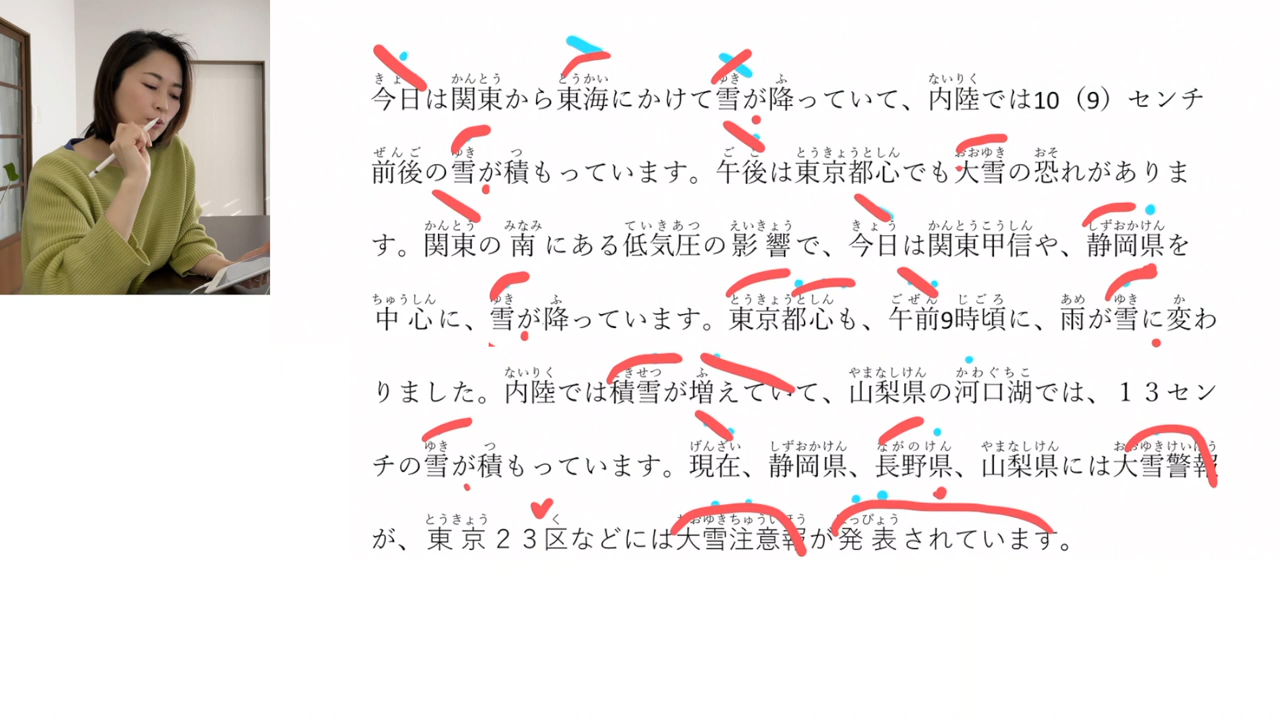 今日は関東から東海にかけて雪が降っていて、内陸では10（9）センチ
前後の雪が積もっています。午後は東京都心でも大雪の恐れがありま
す。関東の南にある低気圧の影響で、今日は関東甲信や、静岡県を
中心に、雪が降っています。東京都心も、午前9時頃に、雨が雪に変わ
りました。内陸では積雪が増えていて、山梨県の河口湖では、１３セン
チの雪が積もっています。現在、静岡県、長野県、山梨県には大雪警報
が、東京２３区などには大雪注意報が発表されています。